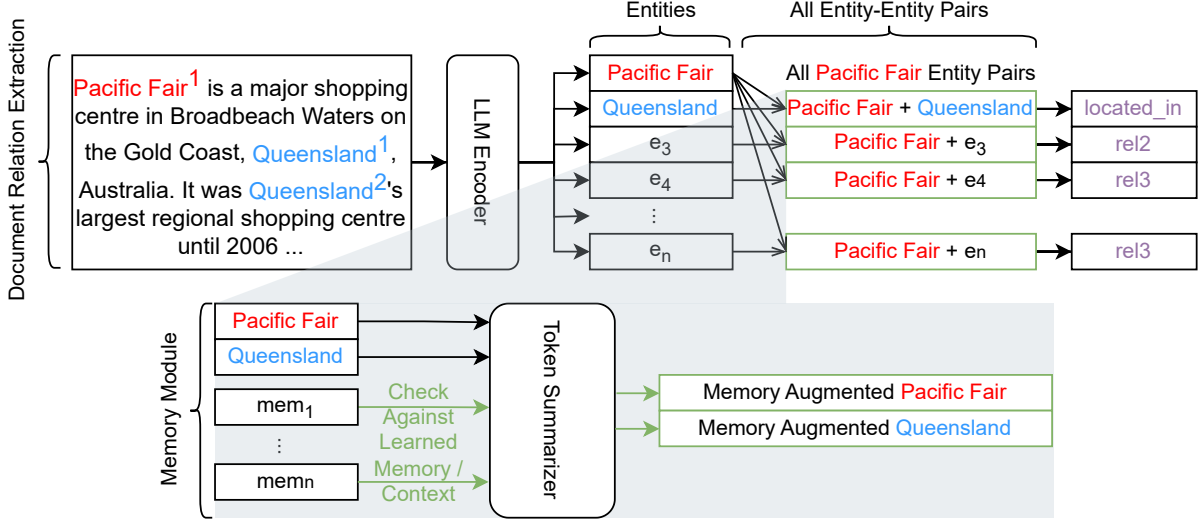 Entities
All Entity-Entity Pairs
Document Relation Extraction
Pacific Fair1 is a major shopping
centre in Broadbeach Waters on
the Gold Coast, Queensland1,
Australia. It was Queensland2's
largest regional shopping centre
until 2006 ...
LLM Encoder
Pacific Fair
Queensland
e3
e4
⋮
en
All Pacific Fair Entity Pairs
Pacific Fair + Queensland
Pacific Fair + e3
Pacific Fair + e4
Pacific Fair + en
located_in
rel2
rel3
rel3
Memory Module
Pacific Fair
Queensland
mem1
⋮
memn
Check
Against
Learned
Memory /
Context
Token Summarizer
Memory Augmented Pacific Fair
Memory Augmented Queensland